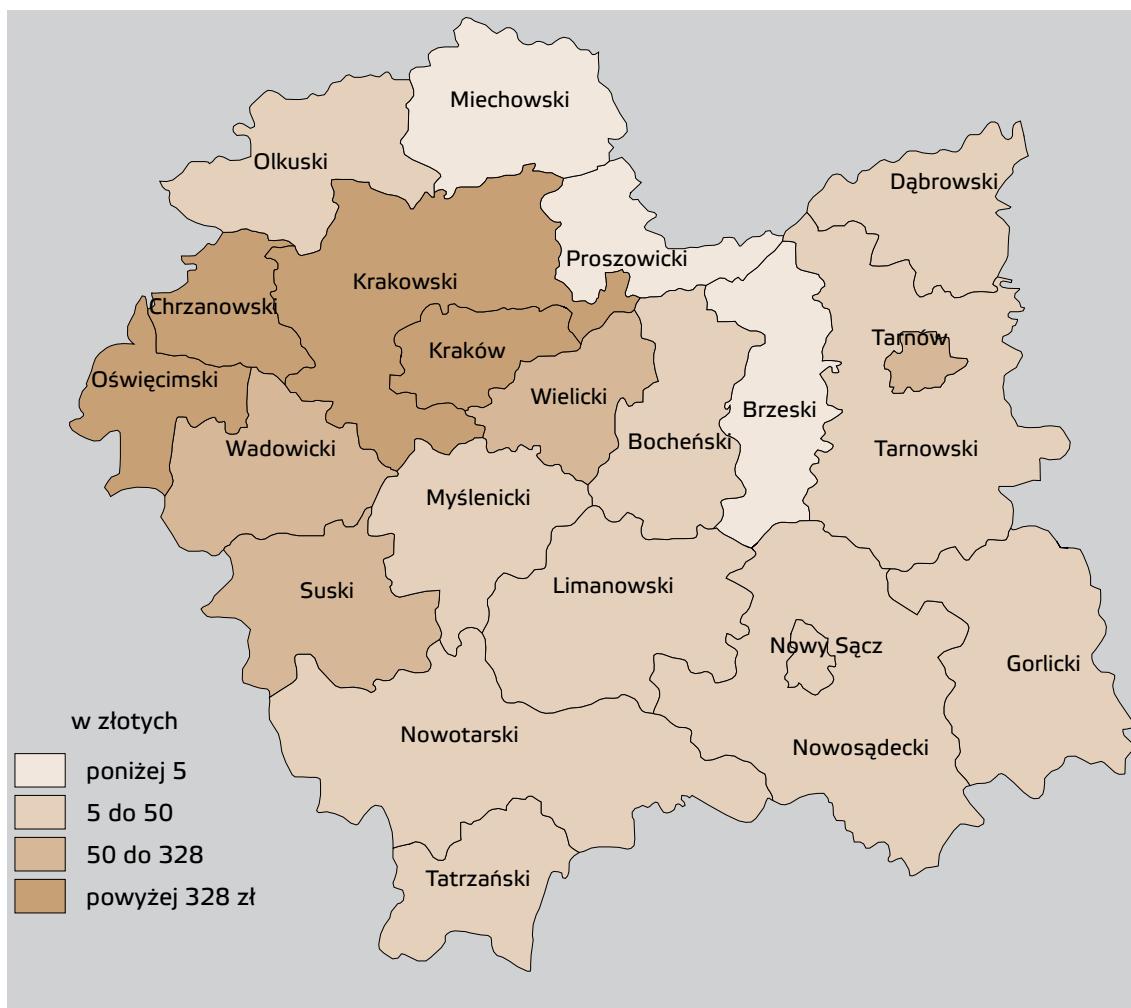 Miechowski
Olkuski
Dąbrowski
Proszowicki
Krakowski
Chrzanowski
Tarnów
Kraków
Oświęcimski
Wielicki
Brzeski
Bocheński
Wadowicki
Tarnowski
Myślenicki
Limanowski
Suski
Nowy Sącz
Gorlicki
w złotych
Nowotarski
Nowosądecki
poniżej 5
5 do 50
50 do 328
Tatrzański
powyżej 328 zł